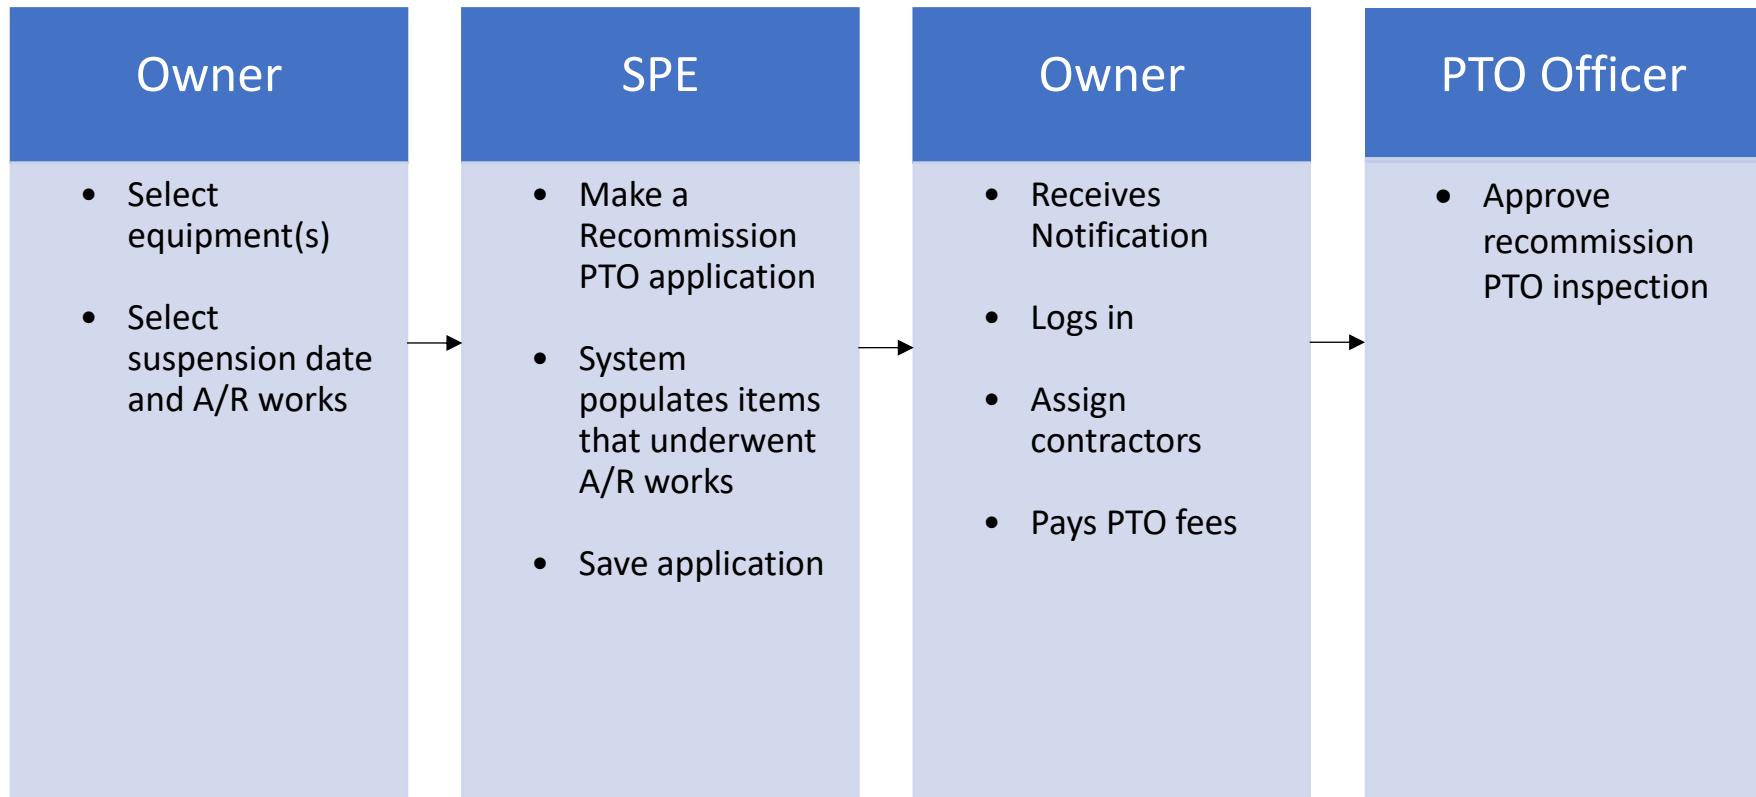 Owner
• Select
equipment(s)
• Select
suspension date
and A/R works
SPE
• Make a
Recommission
PTO application
• System
populates items
that underwent
A/R works
• Save application
Owner
• Receives
Notification
• Logs in
• Assign
contractors
• Pays PTO fees
PTO Officer
• Approve
recommission
PTO inspection